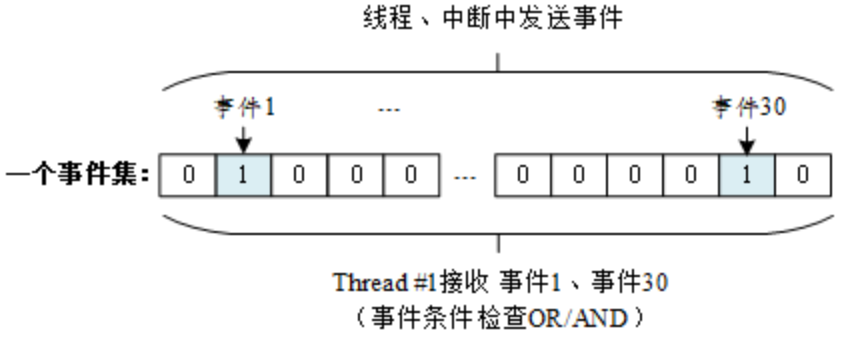 线程、中断中发送事件
事件1 ... 事件30
一个事件集: 0 1 0 0 0 ... 0 0 0 0 1 0
Thread #1接收 事件1、事件30
（事件条件检查OR/AND）